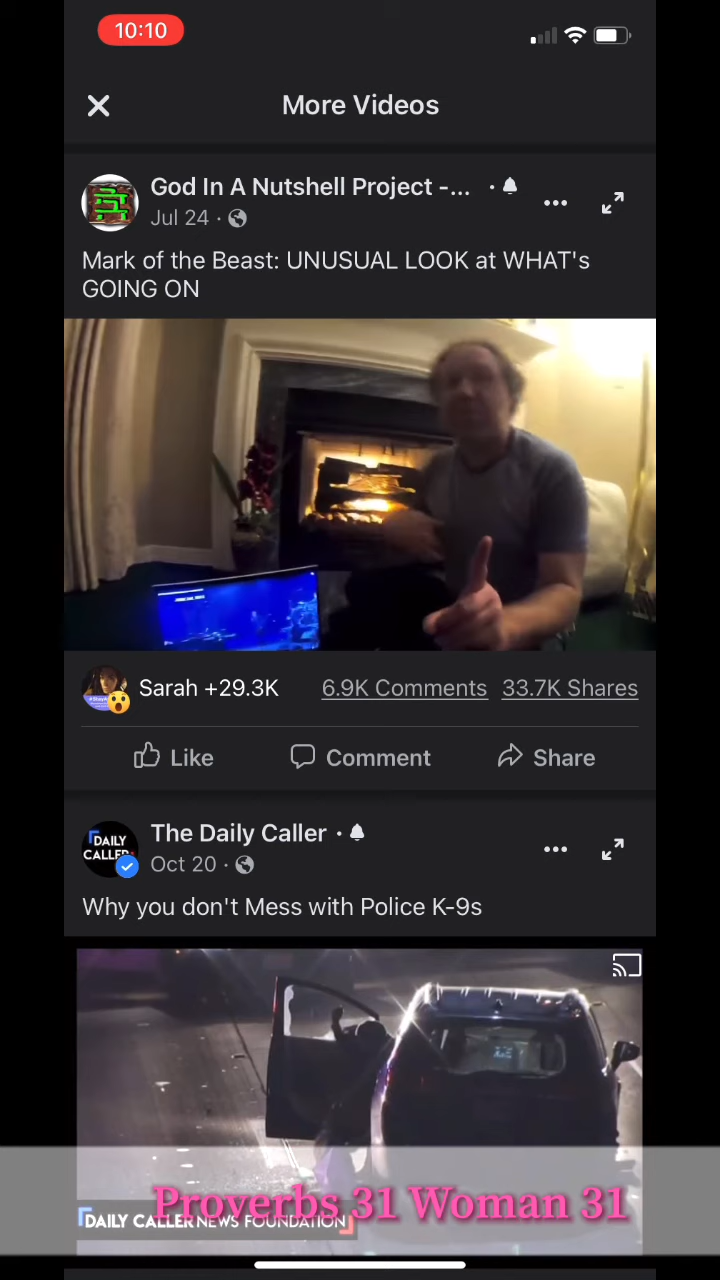 10:10
More Videos
God In A Nutshell Project -...
Jul 24
Mark of the Beast: UNUSUAL LOOK at WHAT's
GOING ON
Sarah +29.3K
6.9K Comments
33.7K Shares
Like
Comment
Share
DAILY
CALLER
The Daily Caller
Oct 20
Why you don't Mess with Police K-9s
Proverbs 31 Woman 31
DAILY CALLER NEWS FOUNDATION